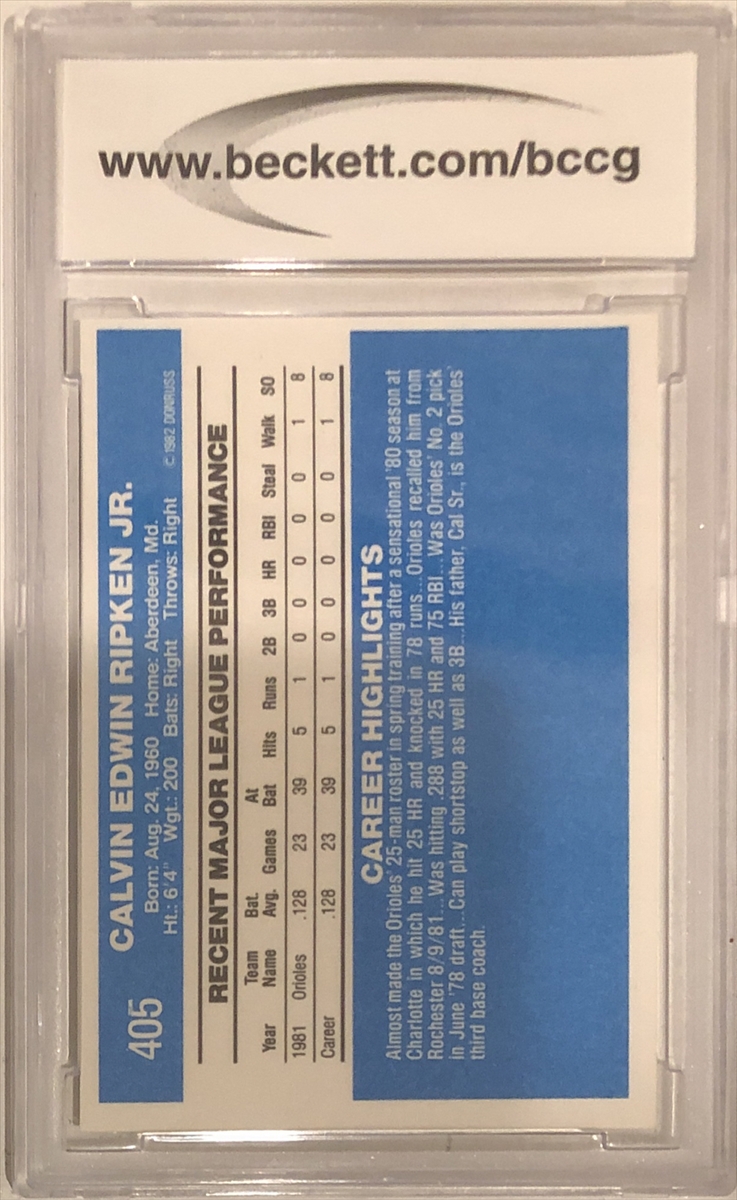 www.beckett.com/bccg
405 CALVIN EDWIN RIPKEN JR.
Born: Aug. 24, 1960 Home: Aberdeen, Md.
Ht.: 6'4" Wgt.: 200 Bats: Right Throws: Right © 1982 DONRUSS
RECENT MAJOR LEAGUE PERFORMANCE
Year Team Name Bat. Avg. Games At Bat Hits Runs 2B 3B HR RBI Steal Walk SO
1981 Orioles .128 23 39 5 1 0 0 0 0 0 1 8
Career .128 23 39 5 1 0 0 0 0 0 1 8
CAREER HIGHLIGHTS
Almost made the Orioles' 25-man roster in spring training after a sensational '80 season at
Charlotte in which he hit 25 HR and knocked in 78 runs...Orioles recalled him from
Rochester 8/9/81...Was hitting .288 with 25 HR and 75 RBI...Was Orioles' No. 2 pick
in June '78 draft...Can play shortstop as well as 3B...His father, Cal Sr., is the Orioles'
third base coach.